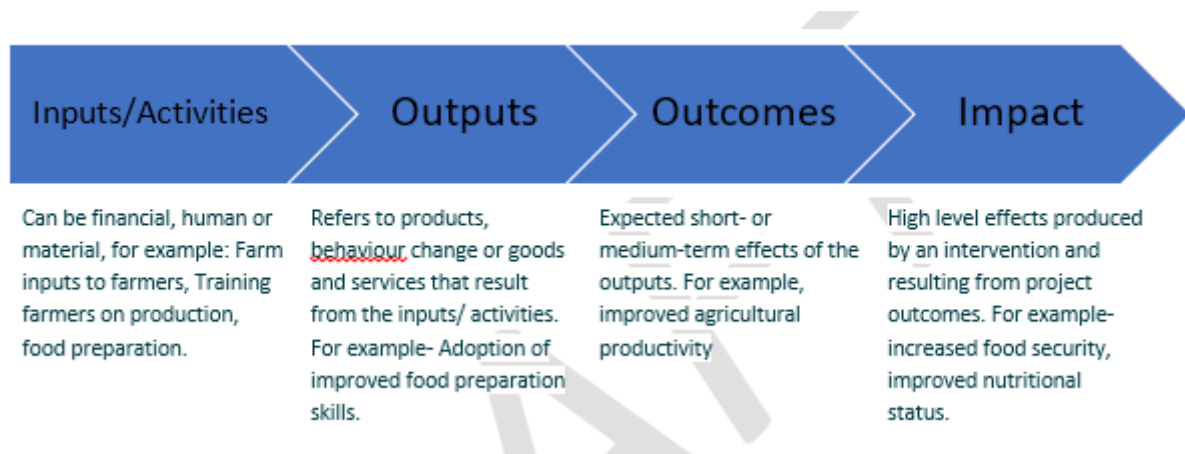 Inputs/Activities
Outputs
Outcomes
Impact
Can be financial, human or
material, for example: Farm
inputs to farmers, Training
farmers on production,
food preparation.
Refers to products,
behaviour change or goods
and services that result
from the inputs/ activities.
For example- Adoption of
improved food preparation
skills.
Expected short- or
medium-term effects of the
outputs. For example,
improved agricultural
productivity
High level effects produced
by an intervention and
resulting from project
outcomes. For example-
increased food security,
improved nutritional
status.